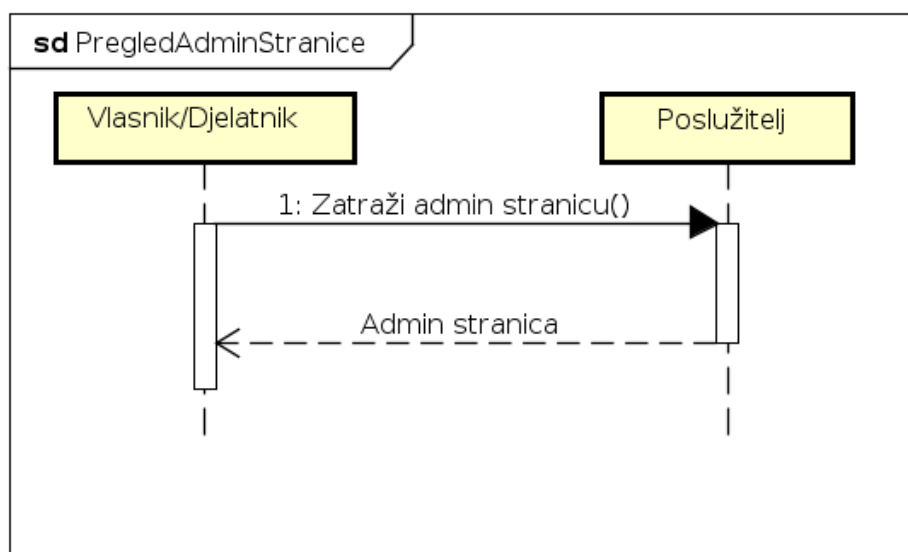 sd PregledAdminStranice
Vlasnik/Djelatnik
Poslužitelj
1: Zatraži admin stranicu()
Admin stranica